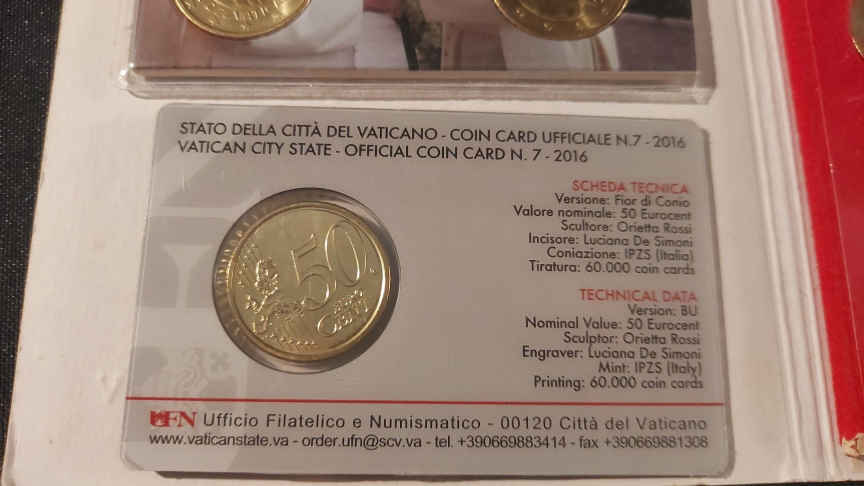 STATO DELLA CITTÀ DEL VATICANO - COIN CARD UFFICIALE N.7 - 2016
VATICAN CITY STATE - OFFICIAL COIN CARD N. 7 - 2016
SCHEDA TECNICA
Versione: Fior di Conio
Valore nominale: 50 Eurocent
Scultore: Orietta Rossi
Incisore: Luciana De Simoni
Coniazione: IPZS (Italia)
Tiratura: 60.000 coin cards
TECHNICAL DATA
Version: BU
Nominal Value: 50 Eurocent
Sculptor: Orietta Rossi
Engraver: Luciana De Simoni
Mint: IPZS (Italy)
Printing: 60.000 coin cards
50
EURO
CENT
UFN Ufficio Filatelico e Numismatico - 00120 Città del Vaticano
www.vaticanstate.va - order.ufn@scv.va - tel. +390669883414 - fax +390669881308